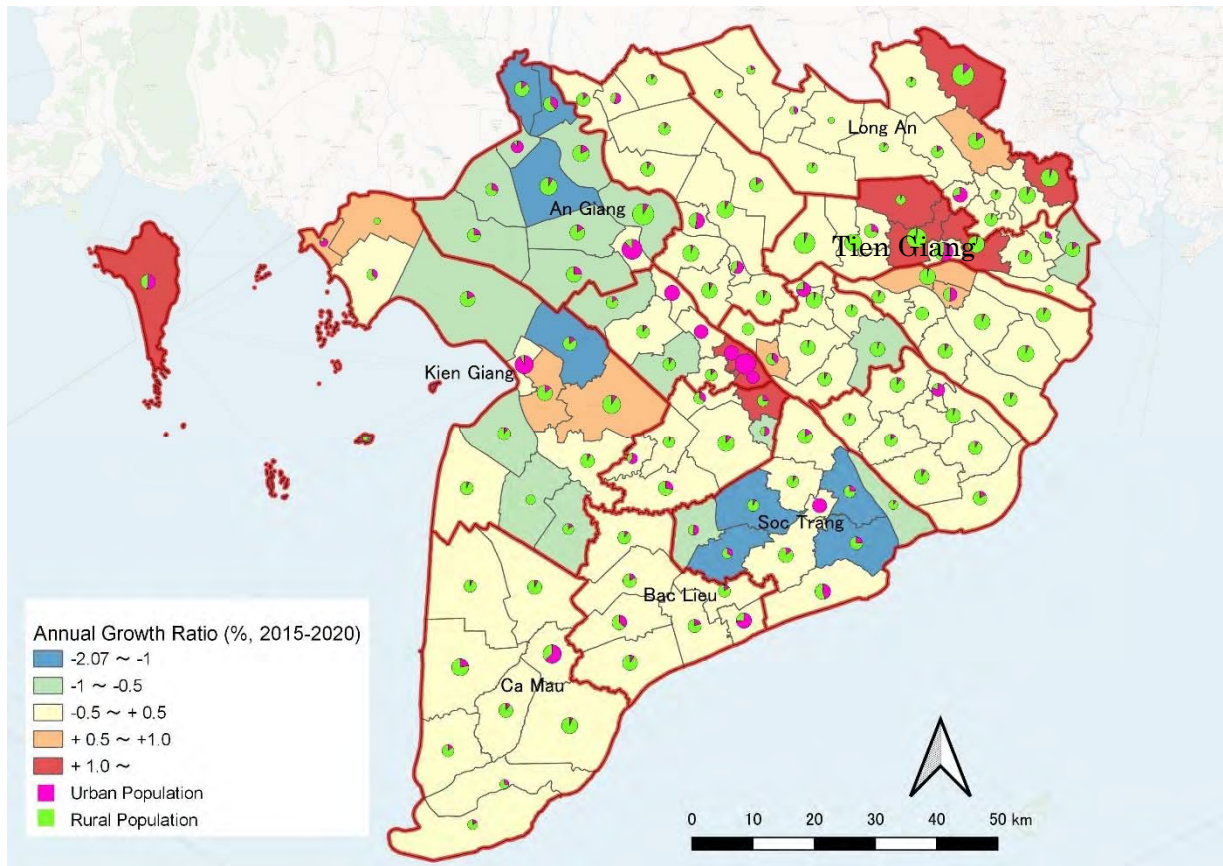 Long An
An Giang
Tien Giang
Kien Giang
Soc Trang
Bac Lieu
Ca Mau
Annual Growth Ratio (%, 2015-2020)
-2.07 ～ -1
-1 ～ -0.5
-0.5 ～ + 0.5
+ 0.5 ～ +1.0
+ 1.0 ～
Urban Population
Rural Population
0 10 20 30 40 50 km